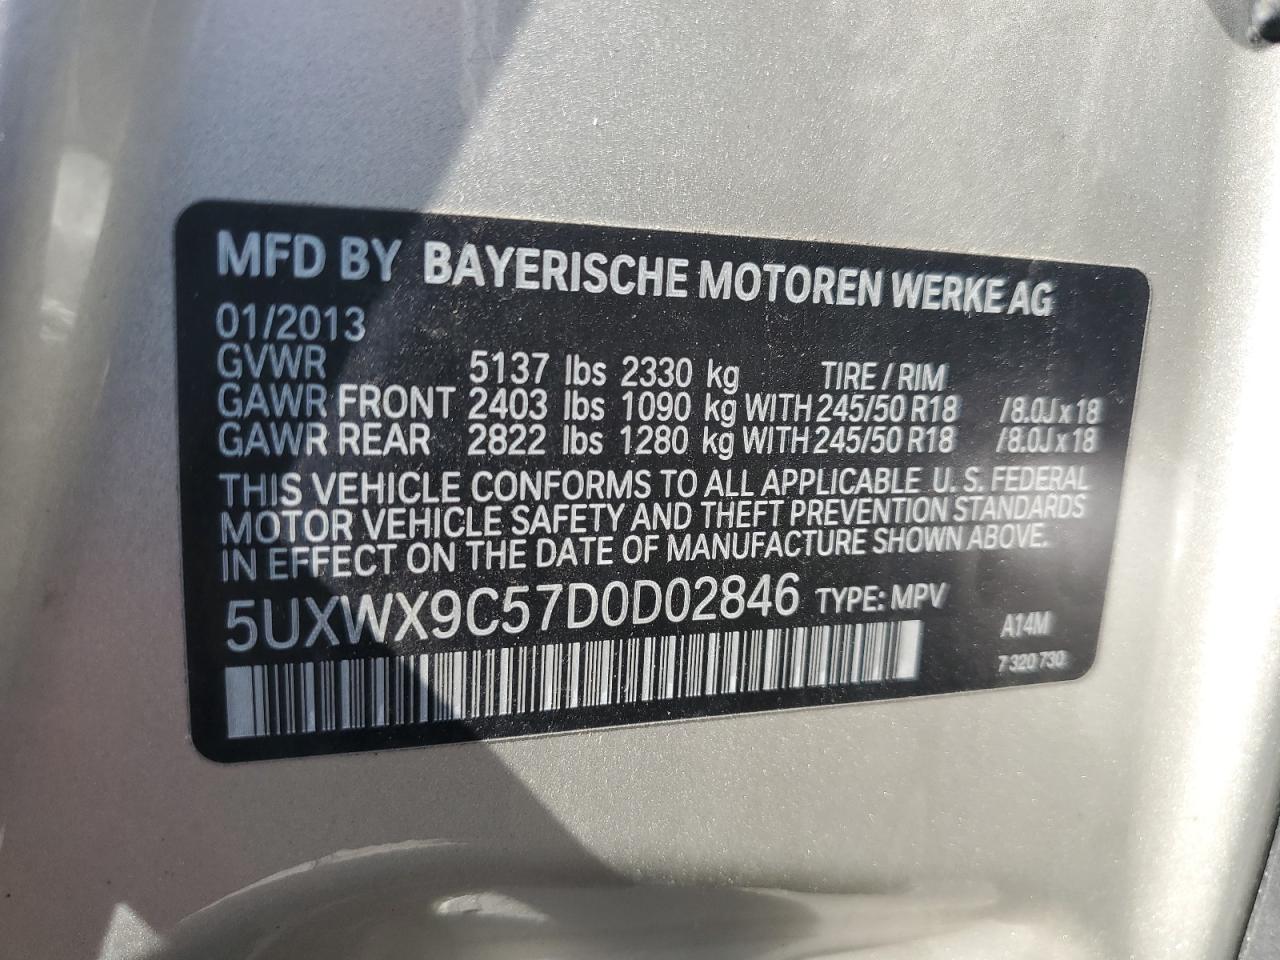 MFD BY BAYERISCHE MOTOREN WERKE AG
01/2013
GVWR 5137 lbs 2330 kg TIRE / RIM
GAWR FRONT 2403 lbs 1090 kg WITH 245/50 R18 /8.0J x 18
GAWR REAR 2822 lbs 1280 kg WITH 245/50 R18 /8.0J x 18
THIS VEHICLE CONFORMS TO ALL APPLICABLE U. S. FEDERAL
MOTOR VEHICLE SAFETY AND THEFT PREVENTION STANDARDS
IN EFFECT ON THE DATE OF MANUFACTURE SHOWN ABOVE.
5UXWX9C57D0D02846 TYPE: MPV
A14M
7 320 730